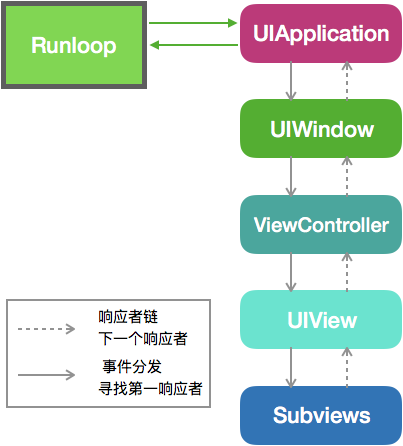 Runloop
UIApplication
UIWindow
ViewController
UIView
Subviews
响应者链
下一个响应者
事件分发
寻找第一响应者